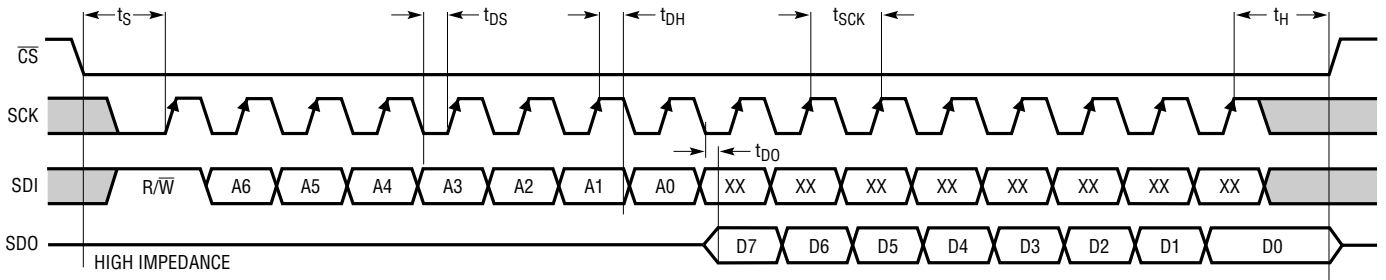 tS tDS tDH tSCK tH
C̅S̅
SCK
tDO
SDI R/W̅ A6 A5 A4 A3 A2 A1 A0 XX XX XX XX XX XX XX XX
SDO D7 D6 D5 D4 D3 D2 D1 D0
HIGH IMPEDANCE